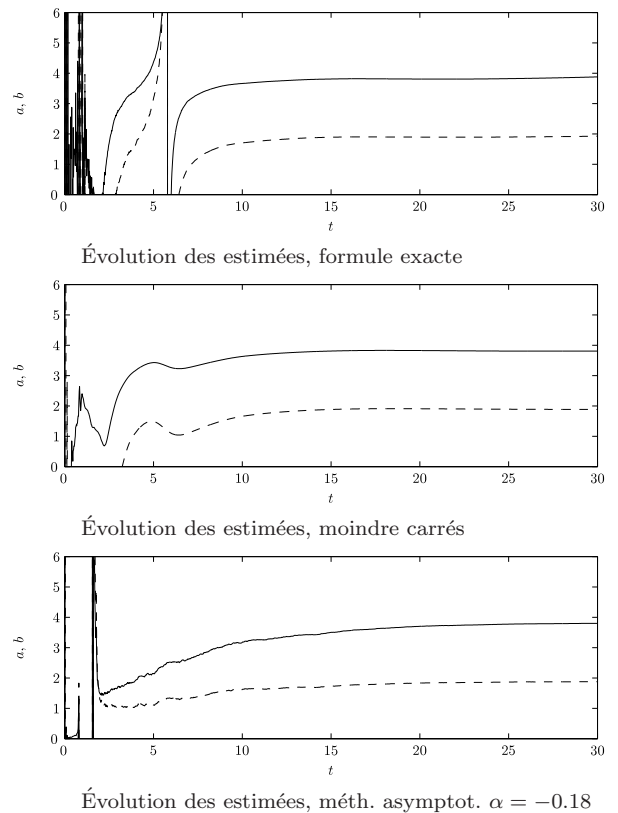 6
5
4
3
2
1
0
a, b
0 5 10 15 20 25 30
t
Évolution des estimées, formule exacte
6
5
4
3
2
1
0
a, b
0 5 10 15 20 25 30
t
Évolution des estimées, moindre carrés
6
5
4
3
2
1
0
a, b
0 5 10 15 20 25 30
t
Évolution des estimées, méth. asymptot. α = −0.18